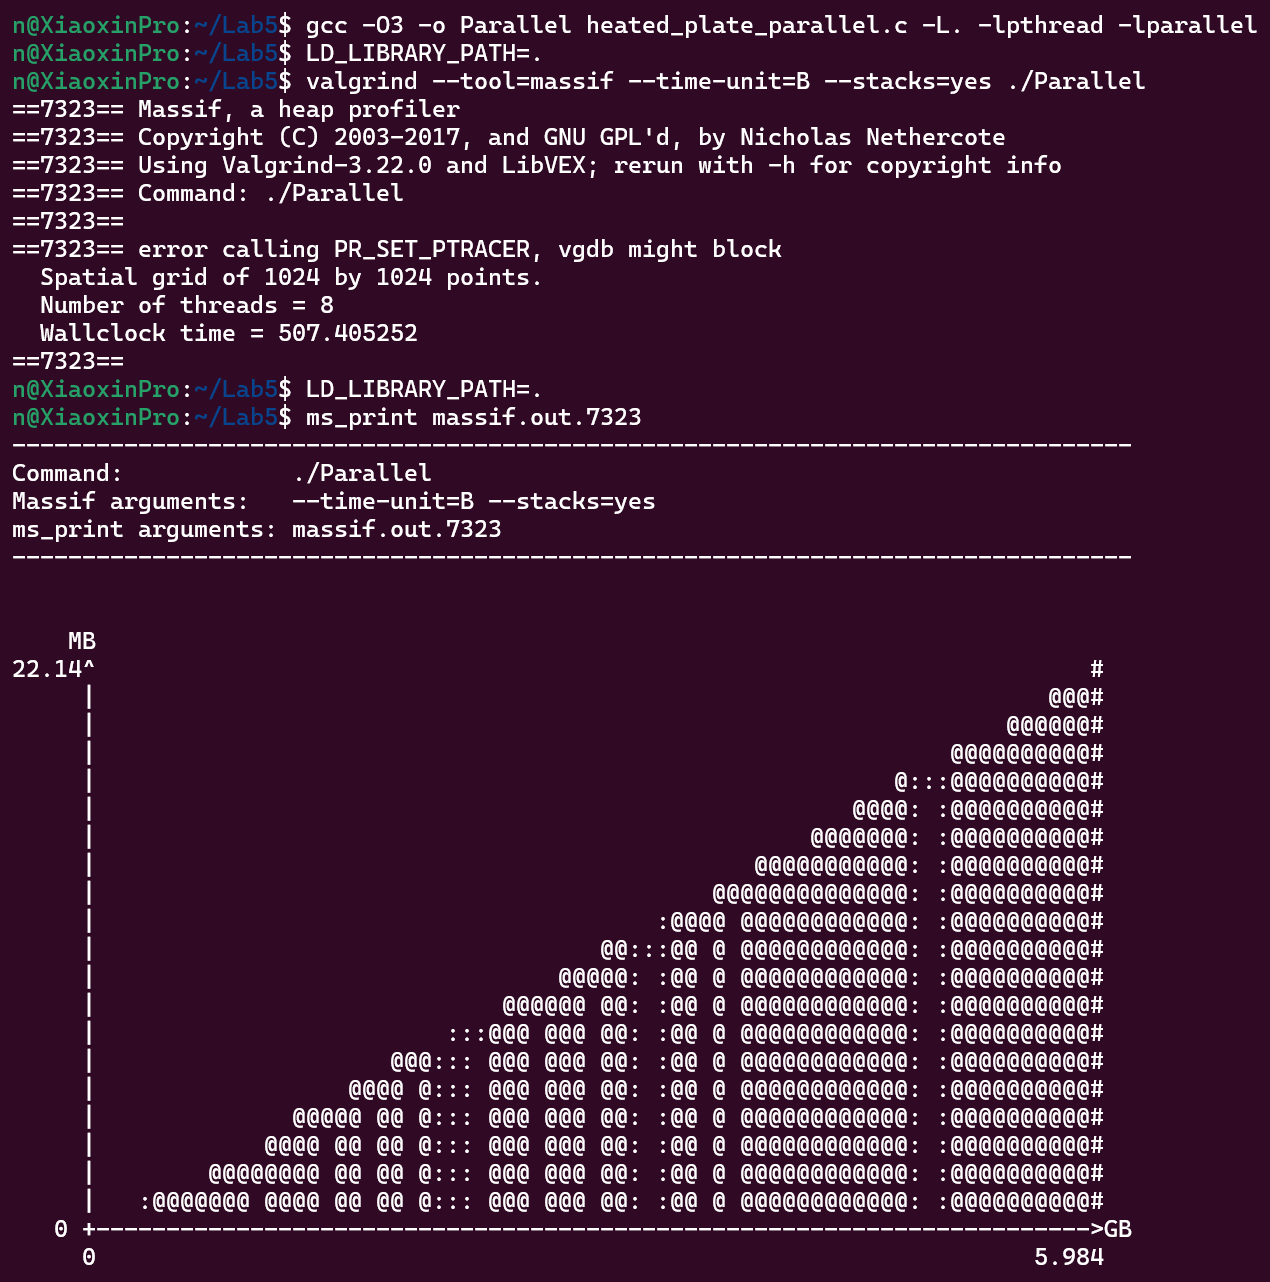 n@XiaoxinPro:~/Lab5$ gcc -O3 -o Parallel heated_plate_parallel.c -L. -lpthread -lparallel
n@XiaoxinPro:~/Lab5$ LD_LIBRARY_PATH=.
n@XiaoxinPro:~/Lab5$ valgrind --tool=massif --time-unit=B --stacks=yes ./Parallel
==7323== Massif, a heap profiler
==7323== Copyright (C) 2003-2017, and GNU GPL'd, by Nicholas Nethercote
==7323== Using Valgrind-3.22.0 and LibVEX; rerun with -h for copyright info
==7323== Command: ./Parallel
==7323==
==7323== error calling PR_SET_PTRACER, vgdb might block
  Spatial grid of 1024 by 1024 points.
  Number of threads = 8
  Wallclock time = 507.405252
==7323==
n@XiaoxinPro:~/Lab5$ LD_LIBRARY_PATH=.
n@XiaoxinPro:~/Lab5$ ms_print massif.out.7323
--------------------------------------------------------------------------------
Command:            ./Parallel
Massif arguments:   --time-unit=B --stacks=yes
ms_print arguments: massif.out.7323
--------------------------------------------------------------------------------


    MB
22.14^                                                                       #
     |                                                                    @@@#
     |                                                                 @@@@@@#
     |                                                             @@@@@@@@@@#
     |                                                         @:::@@@@@@@@@@#
     |                                                      @@@@: :@@@@@@@@@@#
     |                                                   @@@@@@@: :@@@@@@@@@@#
     |                                               @@@@@@@@@@@: :@@@@@@@@@@#
     |                                            @@@@@@@@@@@@@@: :@@@@@@@@@@#
     |                                        :@@@@ @@@@@@@@@@@@: :@@@@@@@@@@#
     |                                    @@:::@@ @ @@@@@@@@@@@@: :@@@@@@@@@@#
     |                                 @@@@@: :@@ @ @@@@@@@@@@@@: :@@@@@@@@@@#
     |                             @@@@@@ @@: :@@ @ @@@@@@@@@@@@: :@@@@@@@@@@#
     |                         :::@@@ @@@ @@: :@@ @ @@@@@@@@@@@@: :@@@@@@@@@@#
     |                     @@@::: @@@ @@@ @@: :@@ @ @@@@@@@@@@@@: :@@@@@@@@@@#
     |                  @@@@ @::: @@@ @@@ @@: :@@ @ @@@@@@@@@@@@: :@@@@@@@@@@#
     |              @@@@@ @@ @::: @@@ @@@ @@: :@@ @ @@@@@@@@@@@@: :@@@@@@@@@@#
     |            @@@@ @@ @@ @::: @@@ @@@ @@: :@@ @ @@@@@@@@@@@@: :@@@@@@@@@@#
     |        @@@@@@@@ @@ @@ @::: @@@ @@@ @@: :@@ @ @@@@@@@@@@@@: :@@@@@@@@@@#
     |   :@@@@@@@ @@@@ @@ @@ @::: @@@ @@@ @@: :@@ @ @@@@@@@@@@@@: :@@@@@@@@@@#
   0 +----------------------------------------------------------------------->GB
     0                                                                   5.984